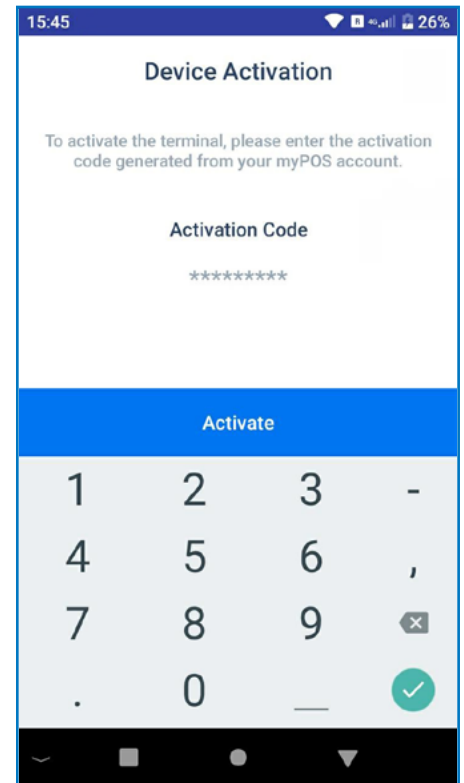 15:45 R 4G 26%
Device Activation
To activate the terminal, please enter the activation
code generated from your myPOS account.
Activation Code
*********
Activate
1 2 3 -
4 5 6 ,
7 8 9
. 0 _